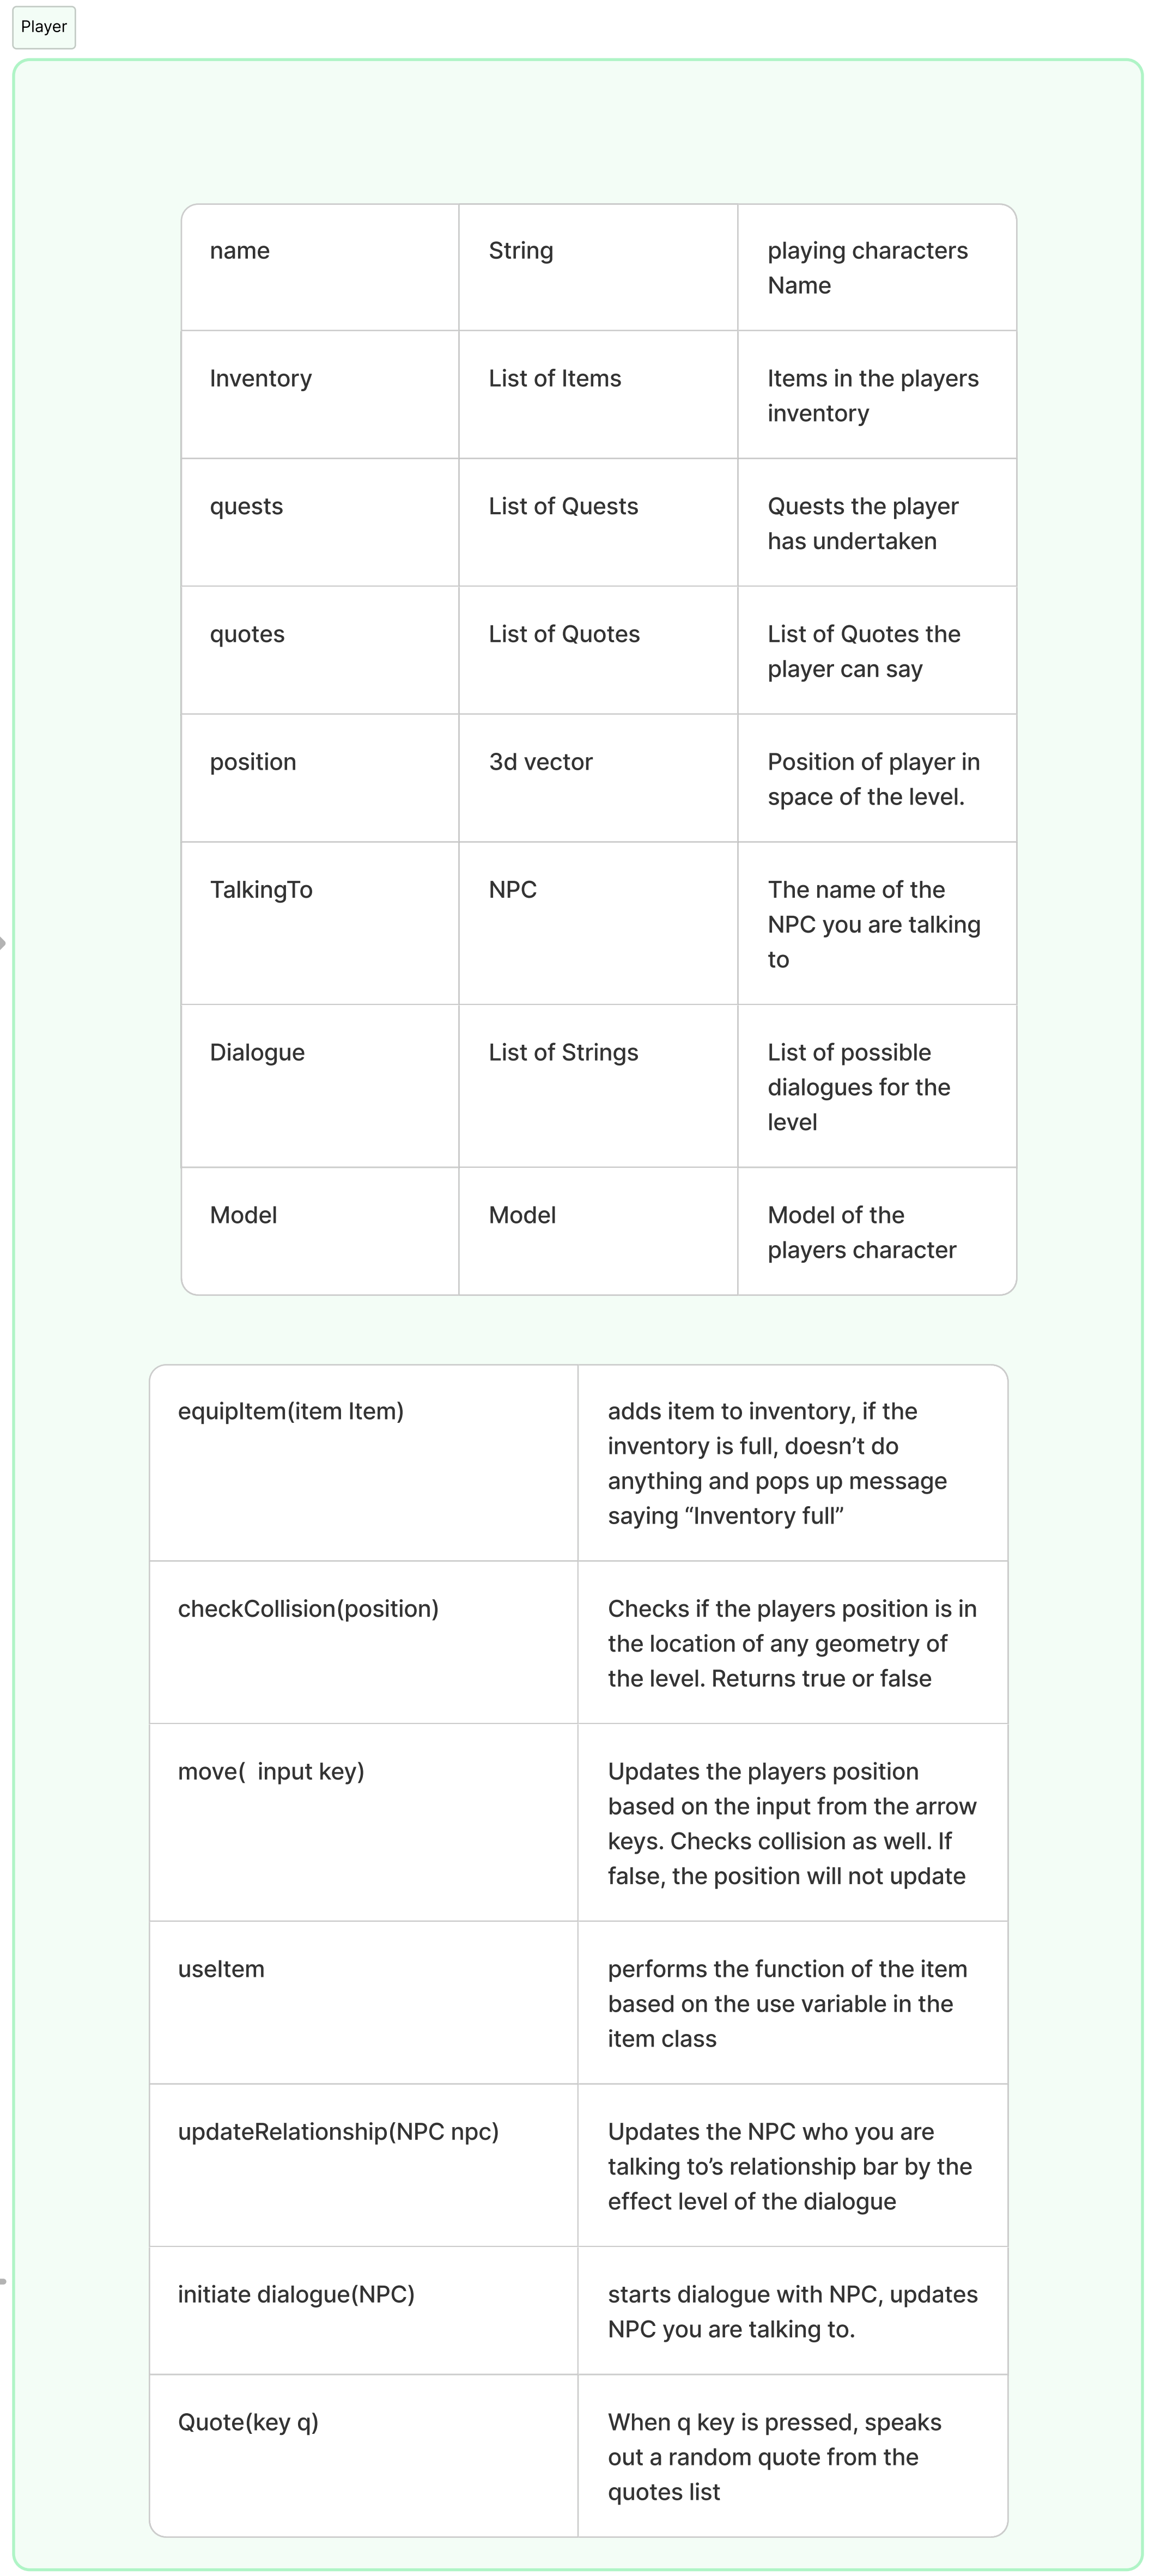 Player
name
String
playing characters
Name
Inventory
List of Items
Items in the players
inventory
quests
List of Quests
Quests the player
has undertaken
quotes
List of Quotes
List of Quotes the
player can say
position
3d vector
Position of player in
space of the level.
TalkingTo
NPC
The name of the
NPC you are talking
to
Dialogue
List of Strings
List of possible
dialogues for the
level
Model
Model
Model of the
players character
equipItem(item Item)
adds item to inventory, if the
inventory is full, doesn’t do
anything and pops up message
saying “Inventory full”
checkCollision(position)
Checks if the players position is in
the location of any geometry of
the level. Returns true or false
move(  input key)
Updates the players position
based on the input from the arrow
keys. Checks collision as well. If
false, the position will not update
useItem
performs the function of the item
based on the use variable in the
item class
updateRelationship(NPC npc)
Updates the NPC who you are
talking to’s relationship bar by the
effect level of the dialogue
initiate dialogue(NPC)
starts dialogue with NPC, updates
NPC you are talking to.
Quote(key q)
When q key is pressed, speaks
out a random quote from the
quotes list